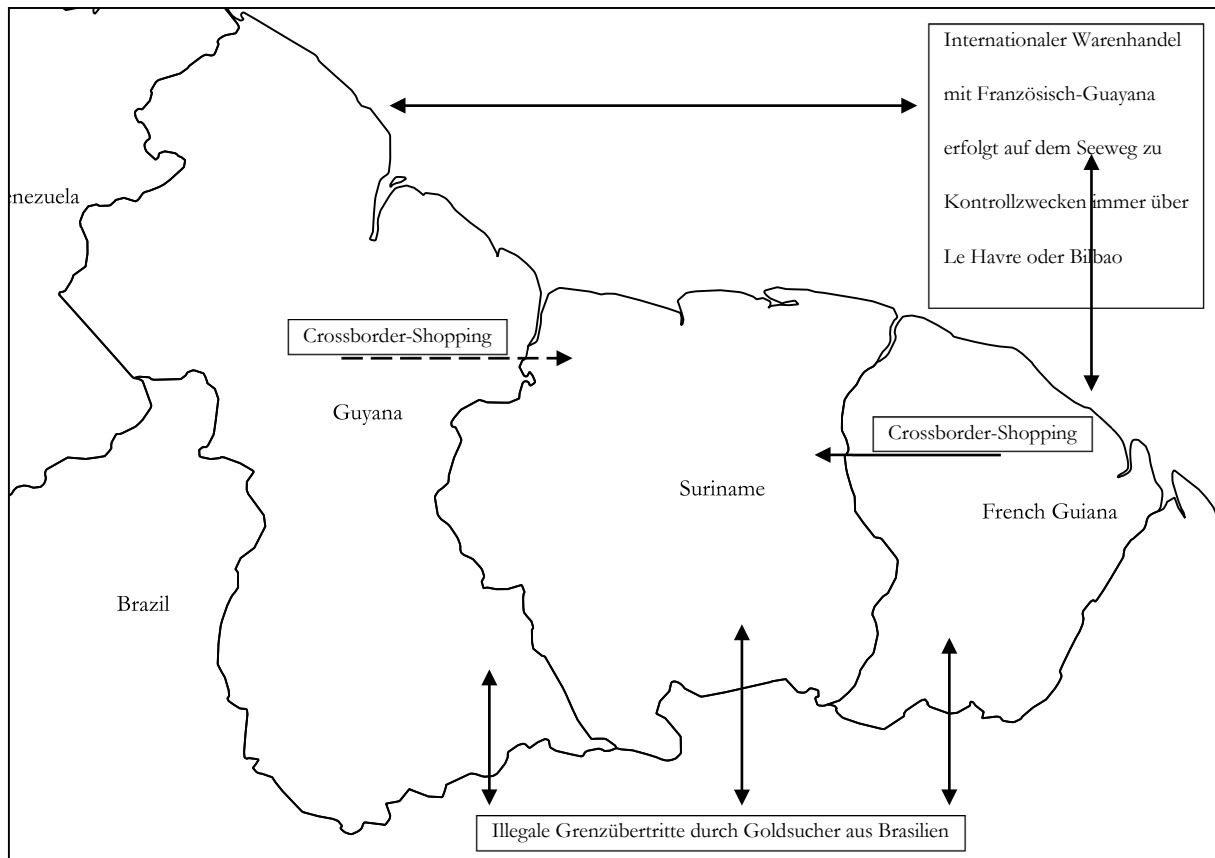 Internationaler Warenhandel
mit Französisch-Guayana
erfolgt auf dem Seeweg zu
Kontrollzwecken immer über
Le Havre oder Bilbao
enezuela
Crossborder-Shopping
Guyana
Crossborder-Shopping
Suriname
French Guiana
Brazil
Illegale Grenzübertritte durch Goldsucher aus Brasilien